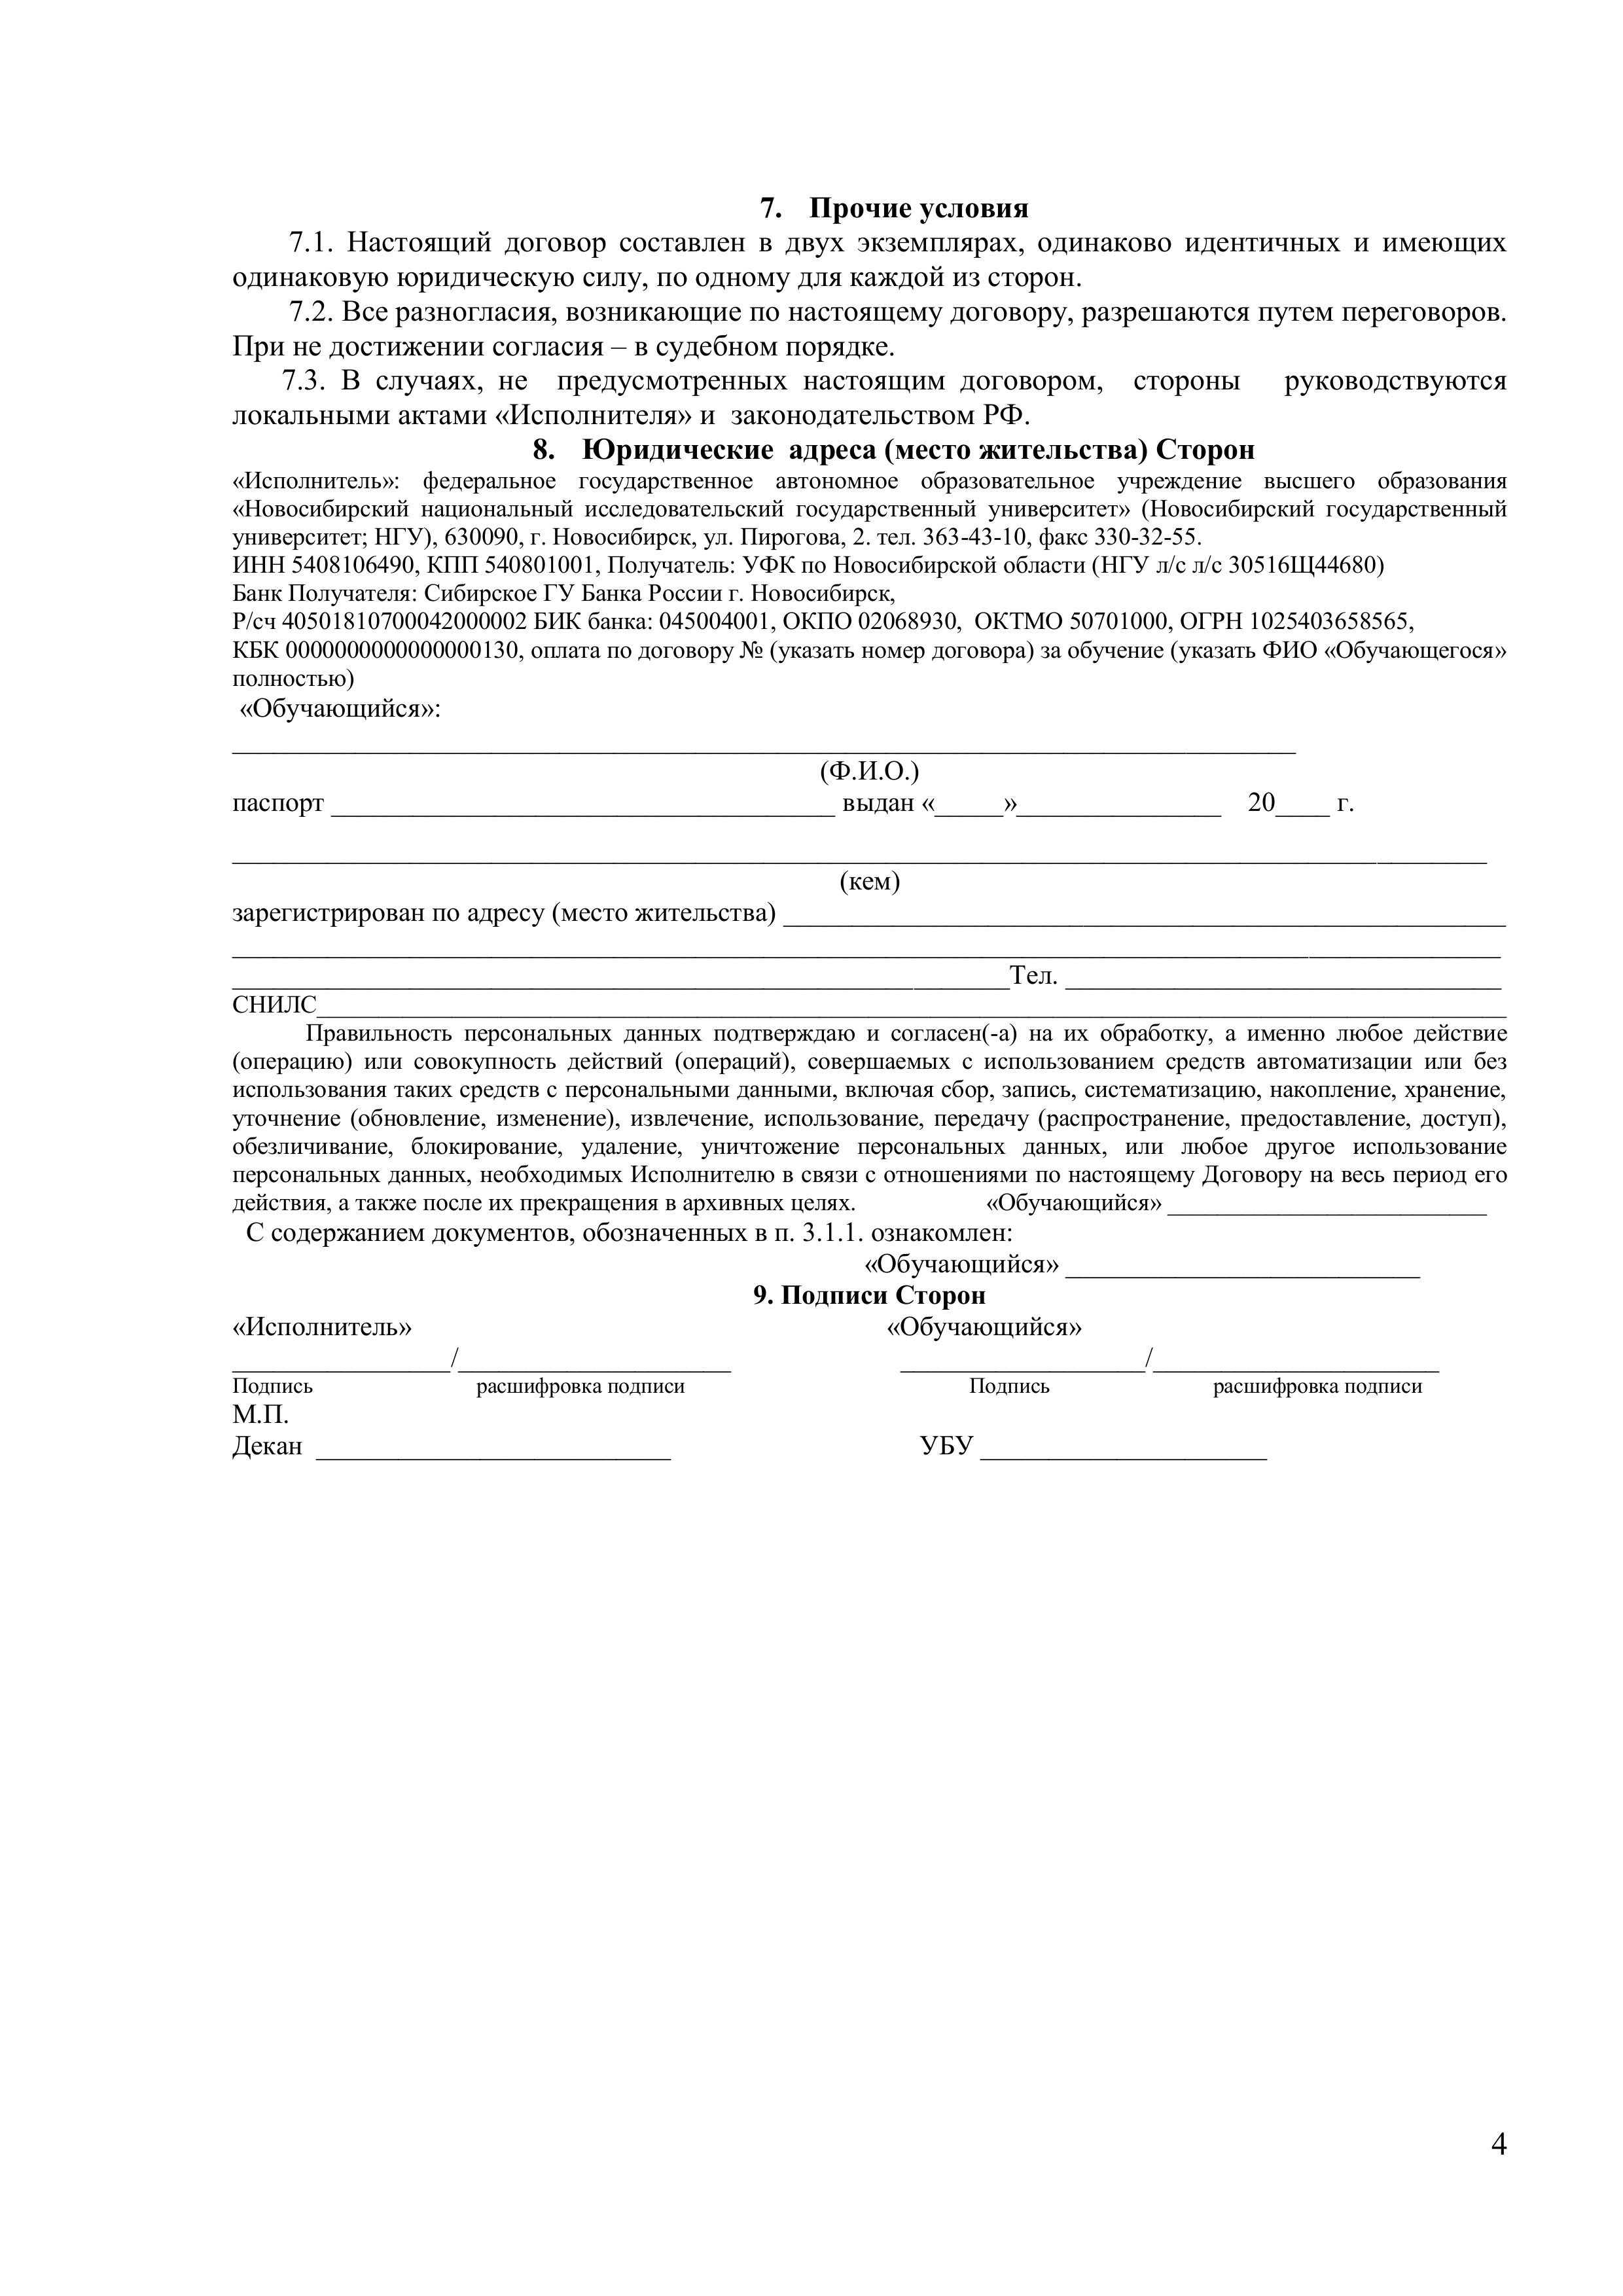 7. Прочие условия
7.1. Настоящий договор составлен в двух экземплярах, одинаково идентичных и имеющих
одинаковую юридическую силу, по одному для каждой из сторон.
7.2. Все разногласия, возникающие по настоящему договору, разрешаются путем переговоров.
При не достижении согласия – в судебном порядке.
7.3. В случаях, не предусмотренных настоящим договором, стороны руководствуются
локальными актами «Исполнителя» и законодательством РФ.
8. Юридические адреса (место жительства) Сторон
«Исполнитель»: федеральное государственное автономное образовательное учреждение высшего образования
«Новосибирский национальный исследовательский государственный университет» (Новосибирский государственный
университет; НГУ), 630090, г. Новосибирск, ул. Пирогова, 2. тел. 363-43-10, факс 330-32-55.
ИНН 5408106490, КПП 540801001, Получатель: УФК по Новосибирской области (НГУ л/с л/с 30516Щ44680)
Банк Получателя: Сибирское ГУ Банка России г. Новосибирск,
Р/сч 40501810700042000002 БИК банка: 045004001, ОКПО 02068930, ОКТМО 50701000, ОГРН 1025403658565,
КБК 00000000000000000130, оплата по договору № (указать номер договора) за обучение (указать ФИО «Обучающегося»
полностью)
«Обучающийся»:
______________________________________________________________________________
(Ф.И.О.)
паспорт _____________________________________ выдан «_____»_______________ 20____ г.
____________________________________________________________________________________________
(кем)
зарегистрирован по адресу (место жительства) _____________________________________________________
_____________________________________________________________________________________________
_________________________________________________________Тел. ________________________________
СНИЛС_________________________________________________________________________________________________
Правильность персональных данных подтверждаю и согласен(-а) на их обработку, а именно любое действие
(операцию) или совокупность действий (операций), совершаемых с использованием средств автоматизации или без
использования таких средств с персональными данными, включая сбор, запись, систематизацию, накопление, хранение,
уточнение (обновление, изменение), извлечение, использование, передачу (распространение, предоставление, доступ),
обезличивание, блокирование, удаление, уничтожение персональных данных, или любое другое использование
персональных данных, необходимых Исполнителю в связи с отношениями по настоящему Договору на весь период его
действия, а также после их прекращения в архивных целях. «Обучающийся» __________________________
С содержанием документов, обозначенных в п. 3.1.1. ознакомлен:
«Обучающийся» __________________________
9. Подписи Сторон
«Исполнитель» «Обучающийся»
________________/____________________ __________________/_____________________
Подпись расшифровка подписи Подпись расшифровка подписи
М.П.
Декан __________________________ УБУ _____________________
4